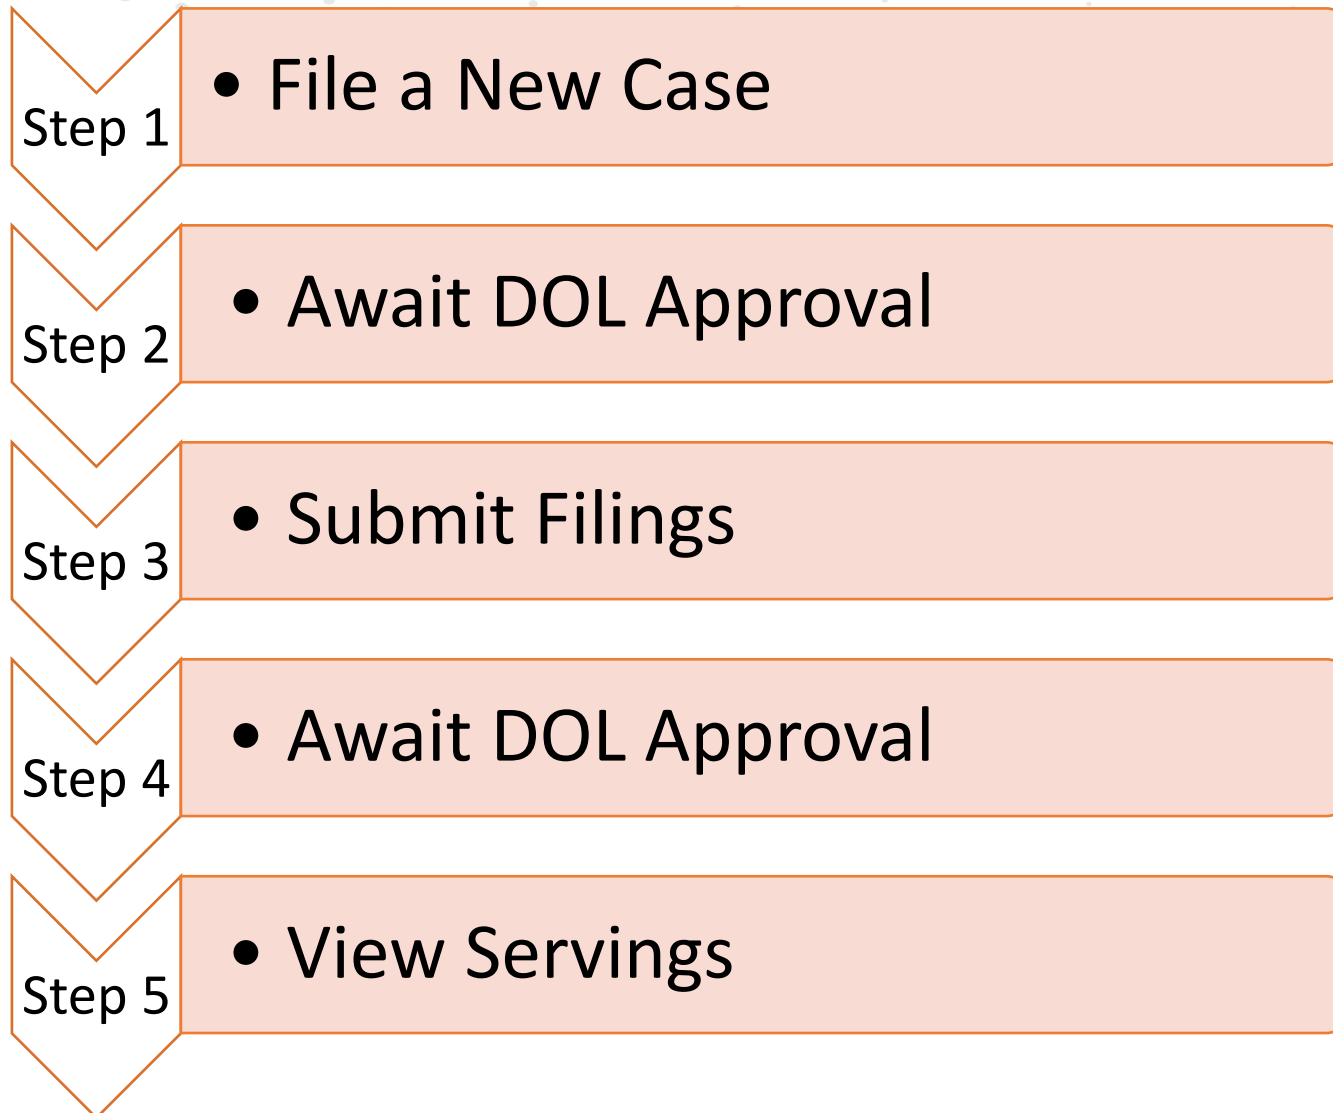 Step 1
• File a New Case
Step 2
• Await DOL Approval
Step 3
• Submit Filings
Step 4
• Await DOL Approval
Step 5
• View Servings